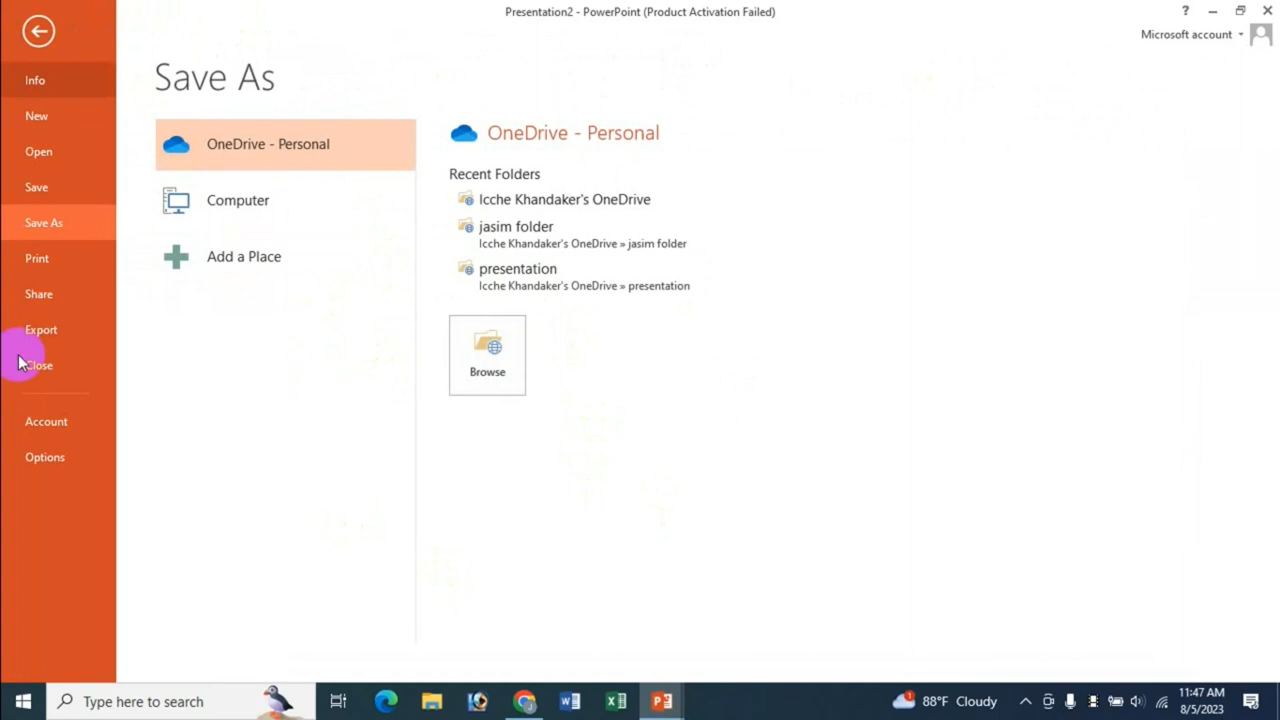 Presentation2 - PowerPoint (Product Activation Failed)
?
Microsoft account
Info
New
Open
Save
Save As
Print
Share
Export
Close
Account
Options
Save As
OneDrive - Personal
Computer
Add a Place
OneDrive - Personal
Recent Folders
Icche Khandaker's OneDrive
jasim folder
Icche Khandaker's OneDrive » jasim folder
presentation
Icche Khandaker's OneDrive » presentation
Browse
Type here to search
88°F Cloudy
11:47 AM
8/5/2023